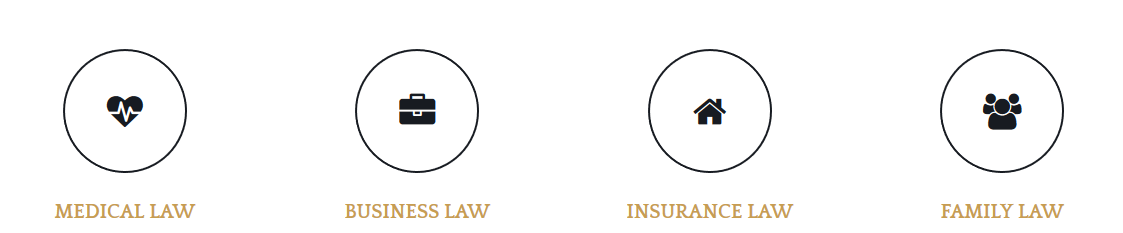 MEDICAL LAW
BUSINESS LAW
INSURANCE LAW
FAMILY LAW